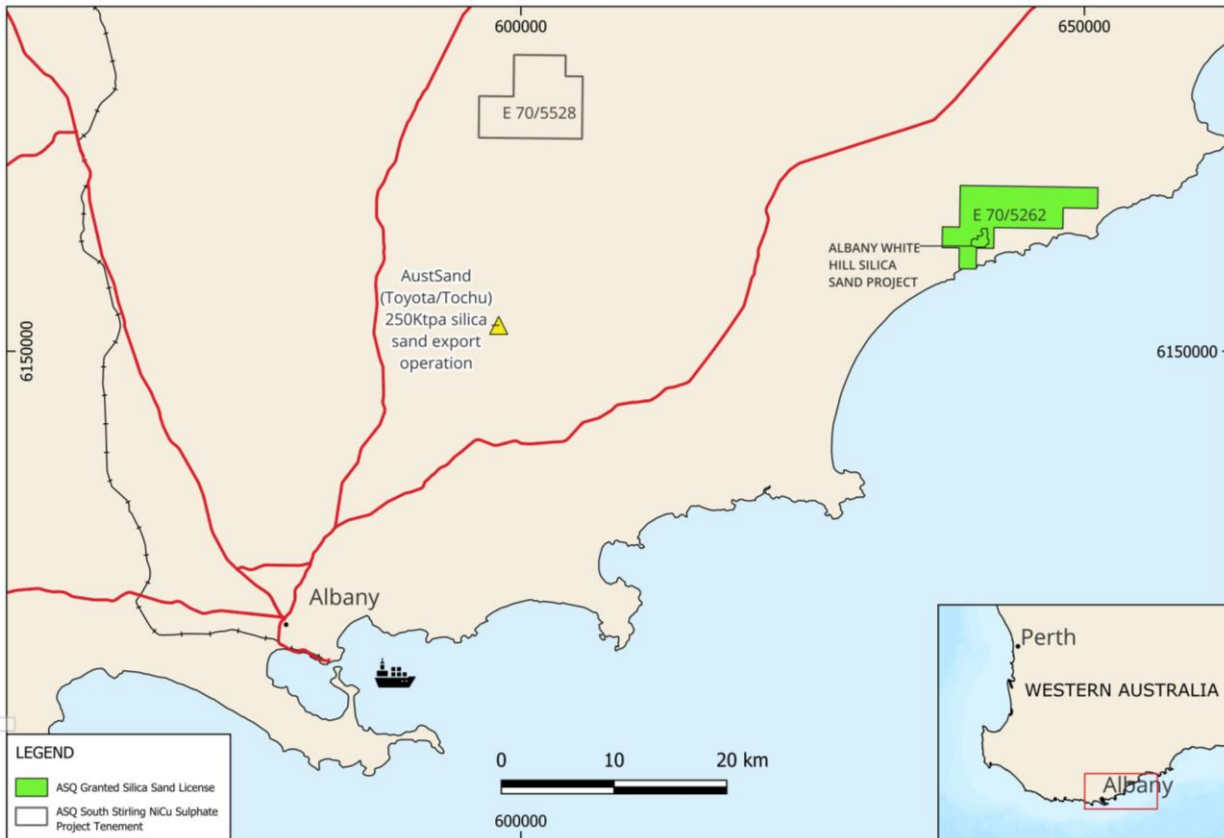 600000
650000
E 70/5528
E 70/5262
ALBANY WHITE
HILL SILICA
SAND PROJECT
AustSand
(Toyota/Tochu)
250Ktpa silica
sand export
operation
6150000
6150000
Albany
Perth
WESTERN AUSTRALIA
Albany
LEGEND
ASQ Granted Silica Sand License
ASQ South Stirling NiCu Sulphate
Project Tenement
0 10 20 km
600000